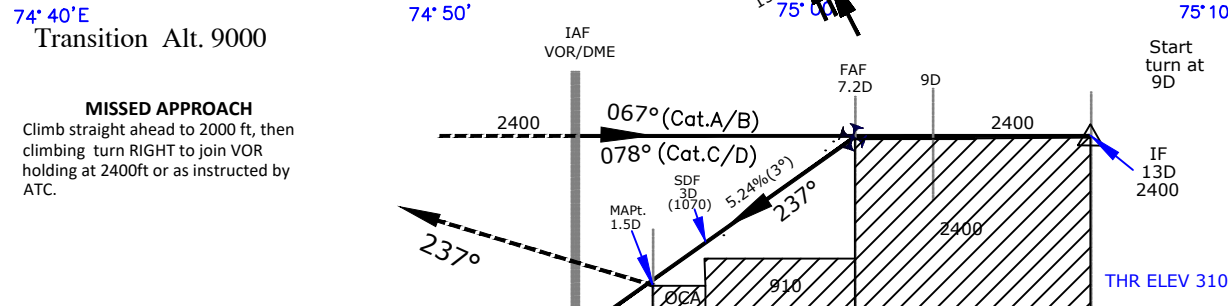 74° 40'E
74° 50'
75° 00'
75° 10
Transition Alt. 9000
MISSED APPROACH
Climb straight ahead to 2000 ft, then
climbing turn RIGHT to join VOR
holding at 2400ft or as instructed by
ATC.
IAF
VOR/DME
2400
067° (Cat.A/B)
078° (Cat.C/D)
FAF
7.2D
9D
2400
Start
turn at
9D
IF
13D
2400
SDF
3D
(1070)
5.24%(3°)
237°
MAPt.
1.5D
237°
2400
910
OCA
THR ELEV 310